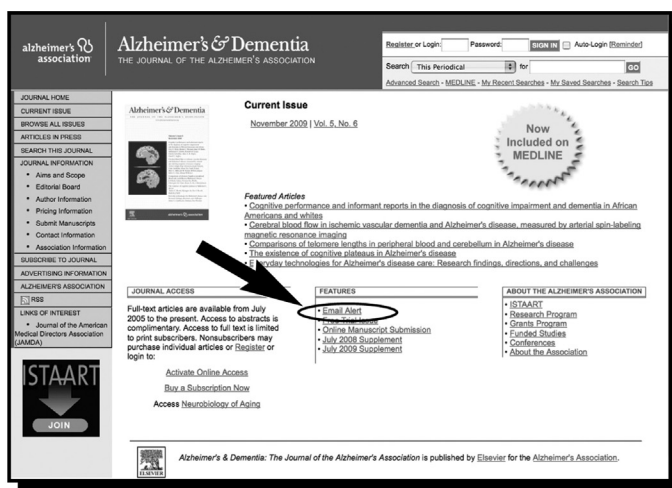 alzheimer's association
Alzheimer's & Dementia
THE JOURNAL OF THE ALZHEIMER'S ASSOCIATION
Register or Login: Password: SIGN IN Auto-Login [Reminder]
Search This Periodical for GO
Advanced Search - MEDLINE - My Recent Searches - My Saved Searches - Search Tips
JOURNAL HOME
CURRENT ISSUE
BROWSE ALL ISSUES
ARTICLES IN PRESS
SEARCH THIS JOURNAL
JOURNAL INFORMATION
• Aims and Scope
• Editorial Board
• Author Information
• Pricing Information
• Submit Manuscripts
• Contact Information
• Association Information
SUBSCRIBE TO JOURNAL
ADVERTISING INFORMATION
ALZHEIMER'S ASSOCIATION
RSS
LINKS OF INTEREST
• Journal of the American
Medical Directors Association
(JAMDA)
ISTAART
JOIN
Alzheimer's & Dementia
Current Issue
November 2009 | Vol. 5, No. 6
Now
Included on
MEDLINE
Featured Articles
• Cognitive performance and informant reports in the diagnosis of cognitive impairment and dementia in African
Americans and whites
• Cerebral blood flow in ischemic vascular dementia and Alzheimer's disease, measured by arterial spin-labeling
magnetic resonance imaging
• Comparisons of telomere lengths in peripheral blood and cerebellum in Alzheimer's disease
• The existence of cognitive plateaus in Alzheimer's disease
• Everyday technologies for Alzheimer's disease care: Research findings, directions, and challenges
JOURNAL ACCESS
Full-text articles are available from July
2005 to the present. Access to abstracts is
complimentary. Access to full text is limited
to print subscribers. Nonsubscribers may
purchase individual articles or Register or
login to:
Activate Online Access
Buy a Subscription Now
Access Neurobiology of Aging
FEATURES
• Email Alert
• Free Trial Issue
• Online Manuscript Submission
• July 2008 Supplement
• July 2009 Supplement
ABOUT THE ALZHEIMER'S ASSOCIATION
• ISTAART
• Research Program
• Grants Program
• Funded Studies
• Conferences
• About the Association
ELSEVIER
Alzheimer's & Dementia: The Journal of the Alzheimer's Association is published by Elsevier for the Alzheimer's Association.